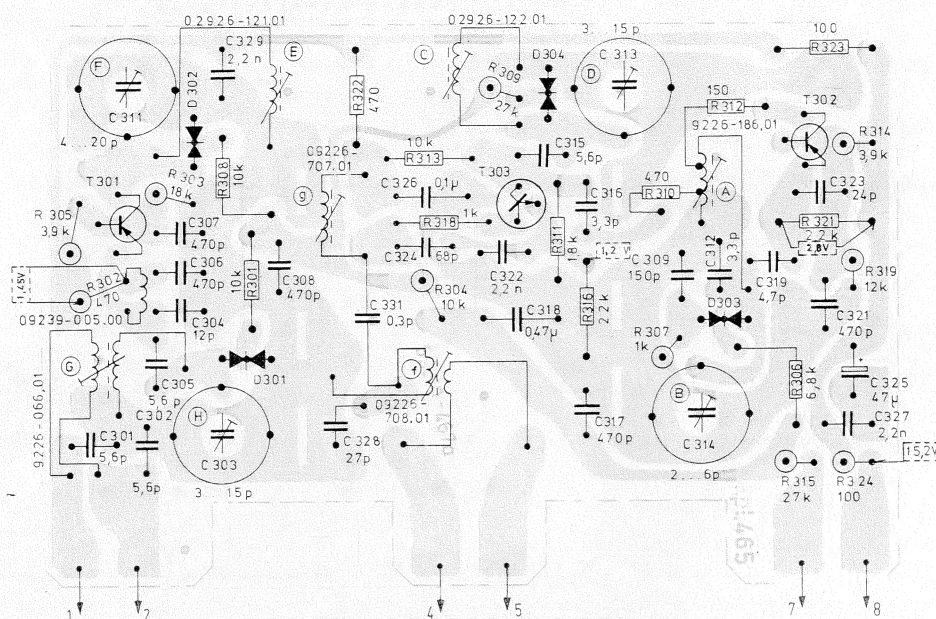 02926-121.01
02926-122.01
3...15p
100
R323
C329
2,2n
E
C
D304
C313
D
F
C311
4...20p
D302
R322
470
R309
27k
150
R312
9226-186,01
T302
R314
3,9k
R303
18k
R308
10k
09226-
707.01
g
10k
R313
C315
5,6p
T303
C326
0,1µ
1k
R318
C324
68p
C316
3,3p
470
R310
A
C323
24p
T301
R305
3,9k
C307
470p
R311
1,8k
1,2V
R321
2,2k
2,8V
C306
470p
R301
10k
C308
470p
C322
2,2n
C309
150p
C312
3,3p
C319
4,7p
R319
12k
1,45V
R302
470
09239-005.00
C304
12p
R304
10k
C331
0,3p
C318
0,47µ
R316
2,2k
D303
C321
470p
G
C305
5,6p
D301
f
09226-
708.01
R307
1k
R306
6,8k
C325
47µ
+
9226-066,01
C301
5,6p
C302
5,6p
H
C303
3...15p
C328
27p
C317
470p
B
C314
2...6p
C327
2,2n
15,2V
R315
27k
R324
100
465
1
2
4
5
7
8